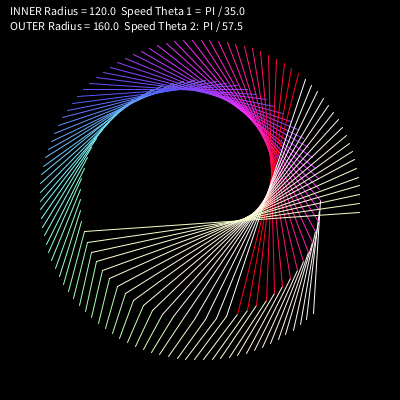 INNER Radius = 120.0  Speed Theta 1 =  PI / 35.0
OUTER Radius = 160.0  Speed Theta 2:  PI / 57.5